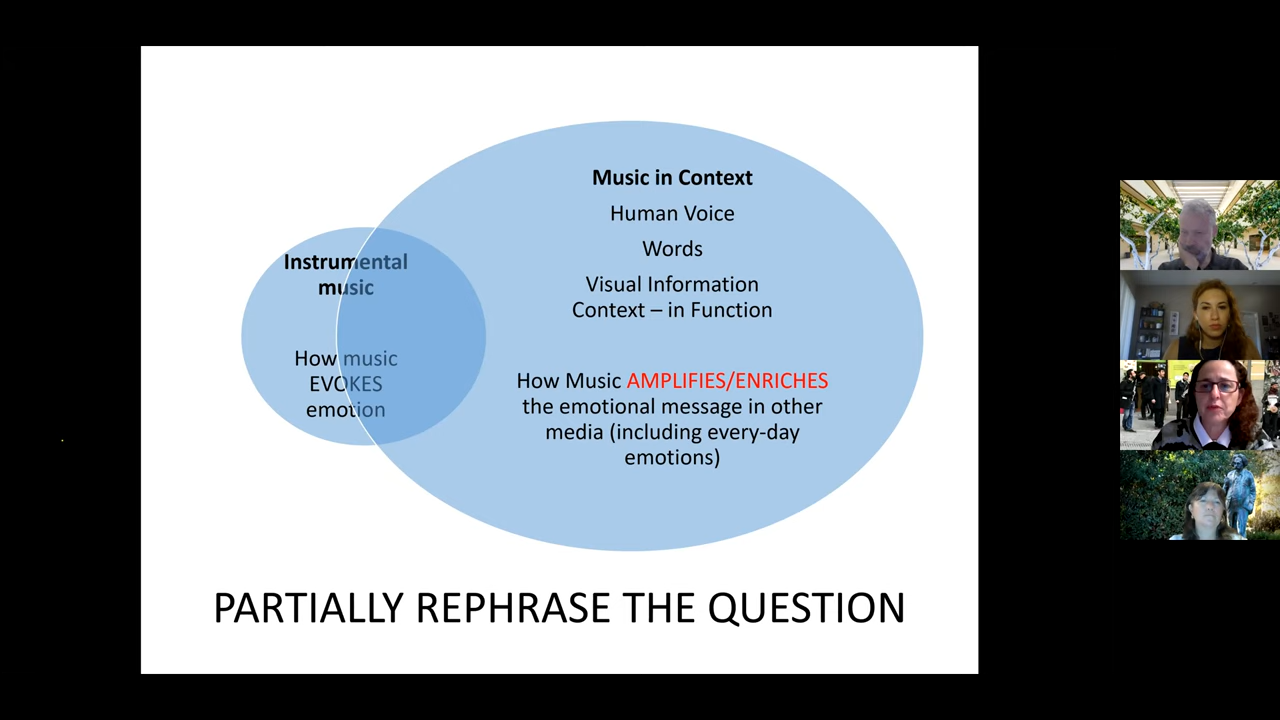 Music in Context
Human Voice
Words
Visual Information
Context – in Function
How Music AMPLIFIES/ENRICHES
the emotional message in other
media (including every-day
emotions)
Instrumental
music
How music
EVOKES
emotion
PARTIALLY REPHRASE THE QUESTION